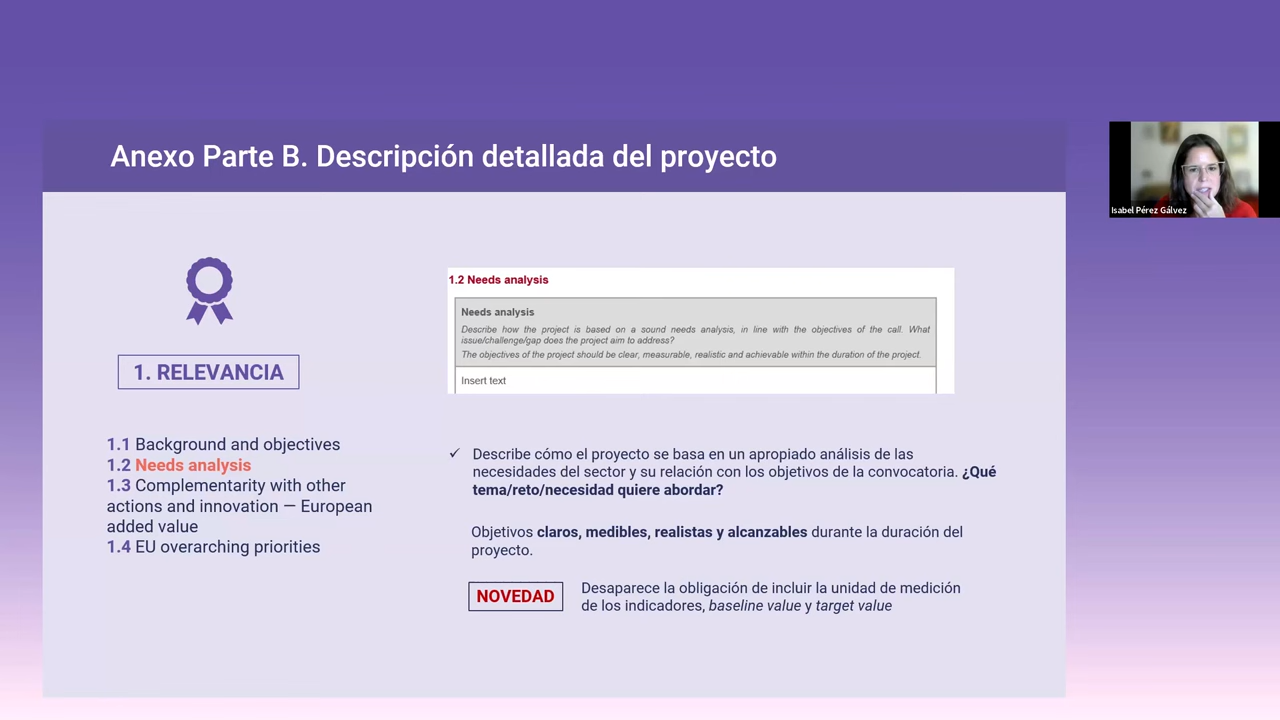 Anexo Parte B. Descripción detallada del proyecto
Isabel Pérez Gálvez
1. RELEVANCIA
1.1 Background and objectives
1.2 Needs analysis
1.3 Complementarity with other
actions and innovation — European
added value
1.4 EU overarching priorities
1.2 Needs analysis
Needs analysis
Describe how the project is based on a sound needs analysis, in line with the objectives of the call. What
issue/challenge/gap does the project aim to address?
The objectives of the project should be clear, measurable, realistic and achievable within the duration of the project.
Insert text
✓ Describe cómo el proyecto se basa en un apropiado análisis de las
necesidades del sector y su relación con los objetivos de la convocatoria. ¿Qué
tema/reto/necesidad quiere abordar?
Objetivos claros, medibles, realistas y alcanzables durante la duración del
proyecto.
NOVEDAD
Desaparece la obligación de incluir la unidad de medición
de los indicadores, baseline value y target value